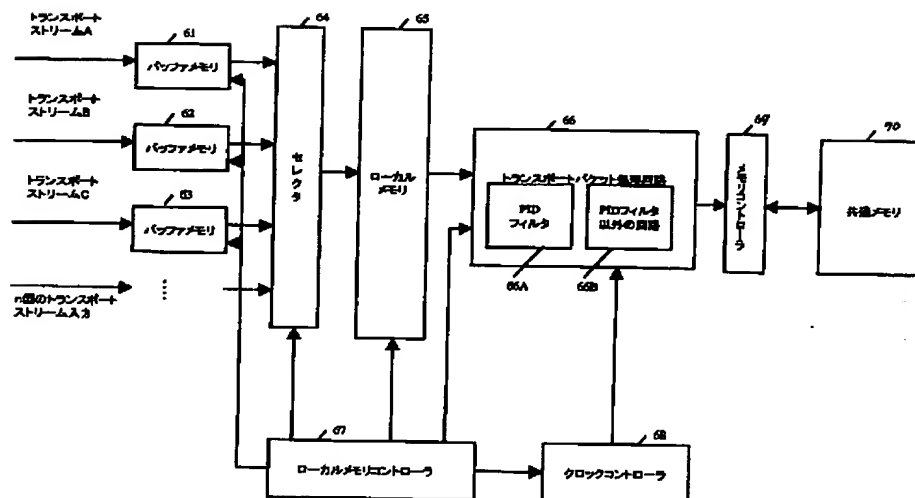 トランスポート
ストリームA
61
バッファメモリ
トランスポート
ストリームB
62
バッファメモリ
トランスポート
ストリームC
63
バッファメモリ
n個のトランスポート
ストリーム入力
64
セレクタ
65
ローカル
メモリ
66
トランスポートパケット処理回路
PID
フィルタ
PIDフィルタ
以外の回路
66A
66B
69
メモリコントローラ
70
共通メモリ
67
ローカルメモリコントローラ
68
クロックコントローラ